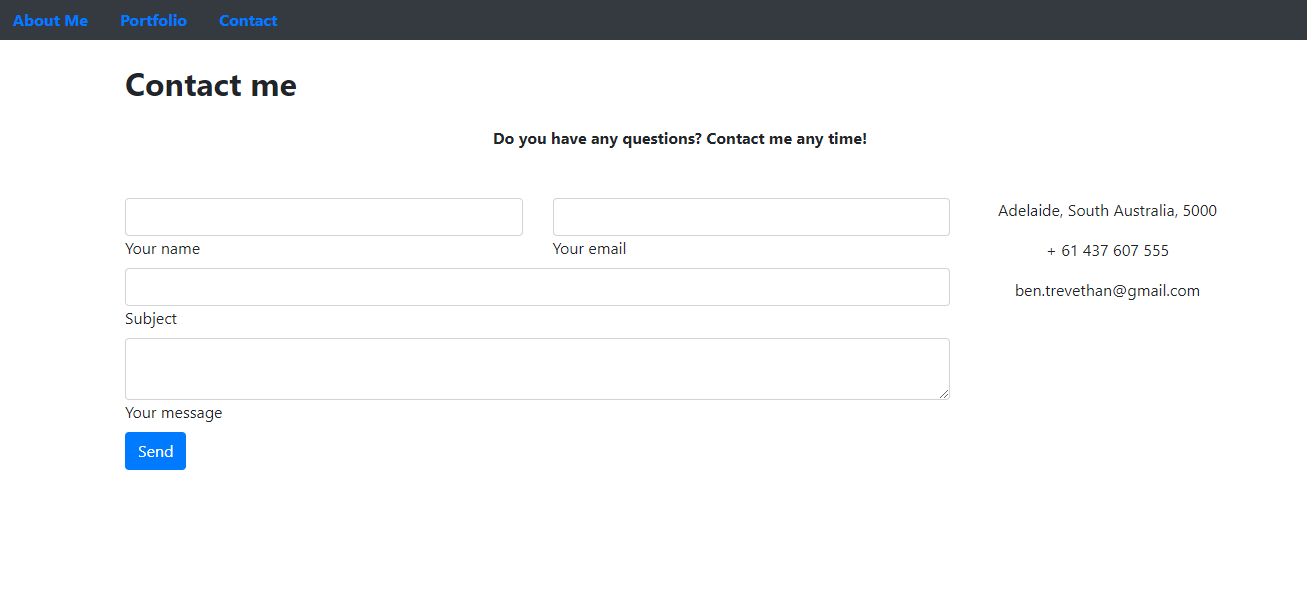 About Me Portfolio Contact
Contact me
Do you have any questions? Contact me any time!
Your name
Your email
Subject
Your message
Send
Adelaide, South Australia, 5000
+ 61 437 607 555
ben.trevethan@gmail.com